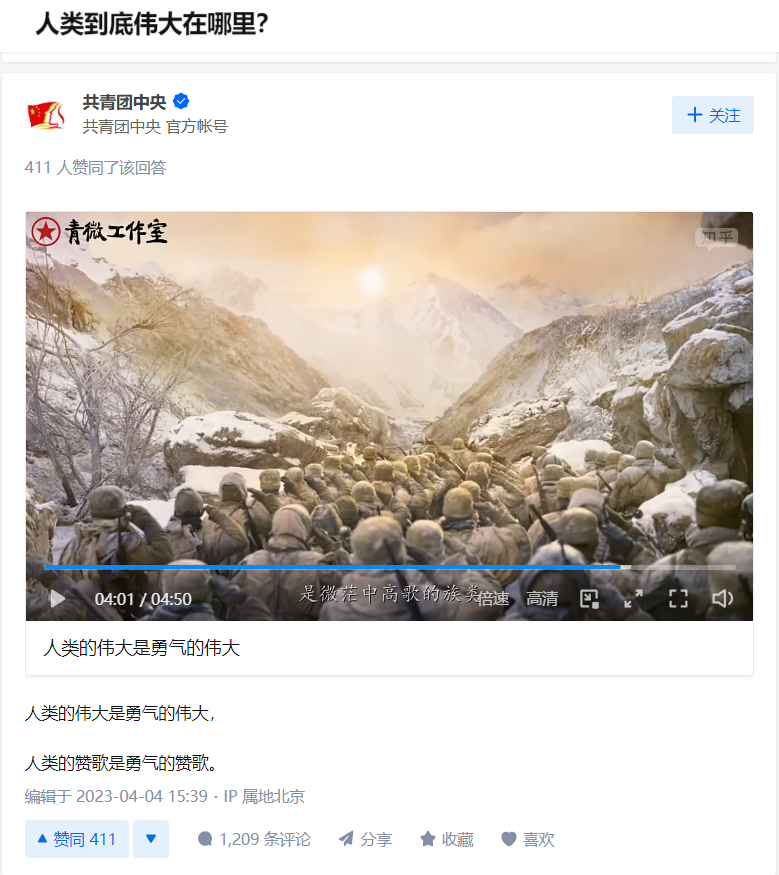 人类到底伟大在哪里?
共青团中央
共青团中央 官方帐号
关注
411 人赞同了该回答
青微工作室
知乎
是微茫中高歌的族类
04:01 / 04:50
倍速
高清
人类的伟大是勇气的伟大
人类的伟大是勇气的伟大，
人类的赞歌是勇气的赞歌。
编辑于 2023-04-04 15:39 · IP 属地北京
赞同 411
1,209 条评论
分享
收藏
喜欢